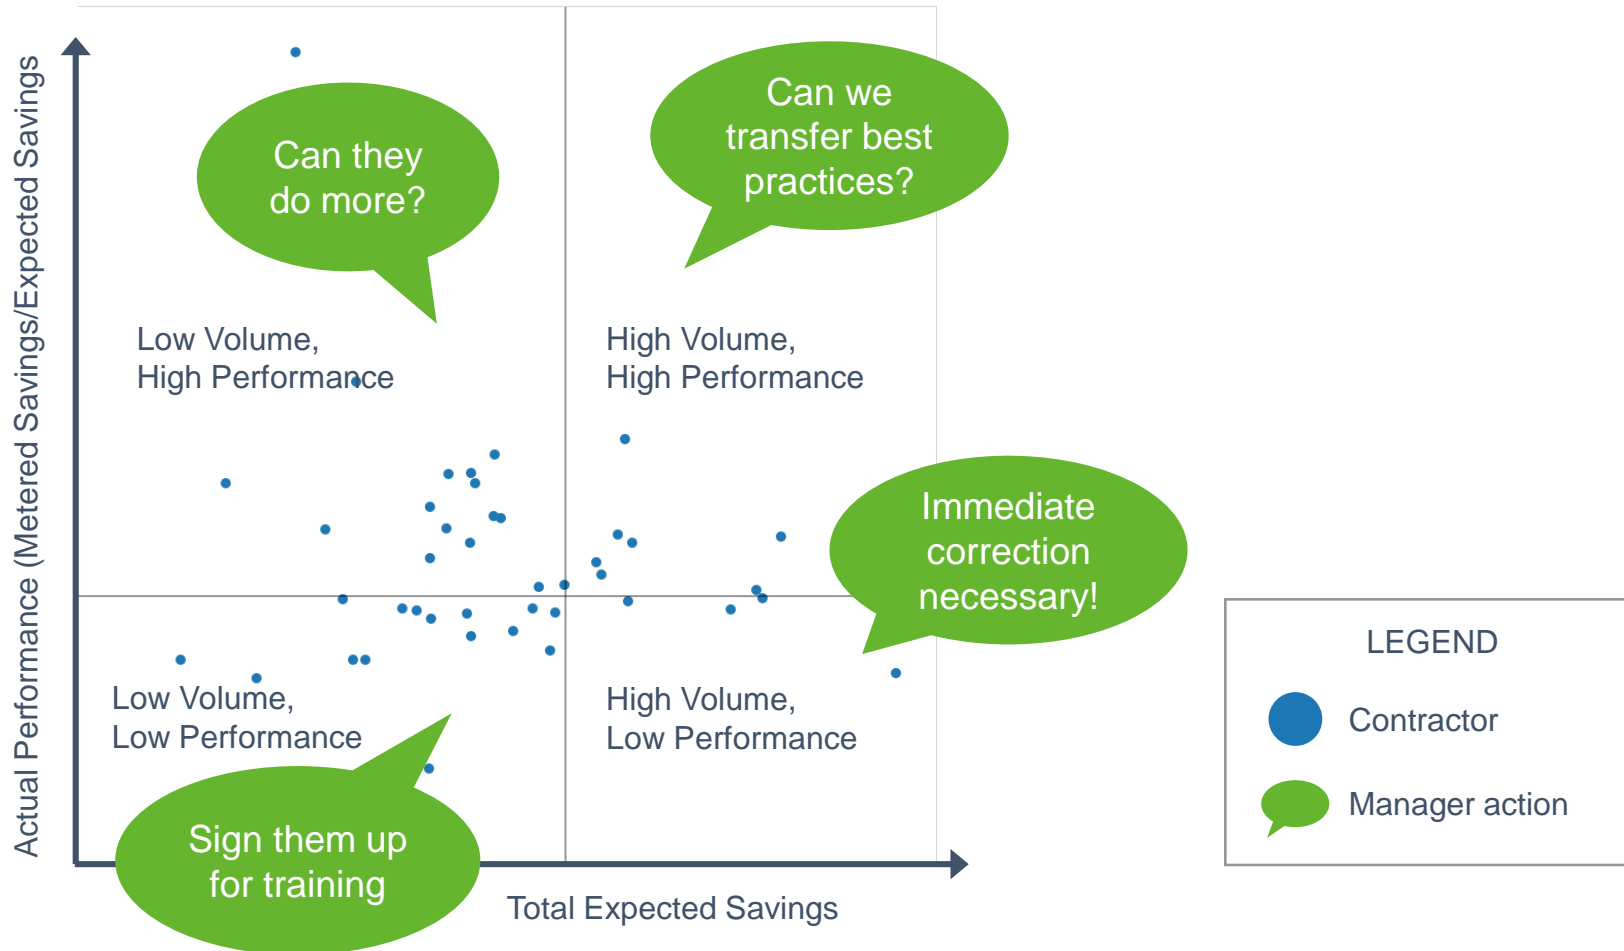 Actual Performance (Metered Savings/Expected Savings
Can they
do more?
Can we
transfer best
practices?
Low Volume,
High Performance
High Volume,
High Performance
Immediate
correction
necessary!
Low Volume,
Low Performance
High Volume,
Low Performance
Sign them up
for training
Total Expected Savings
LEGEND
Contractor
Manager action